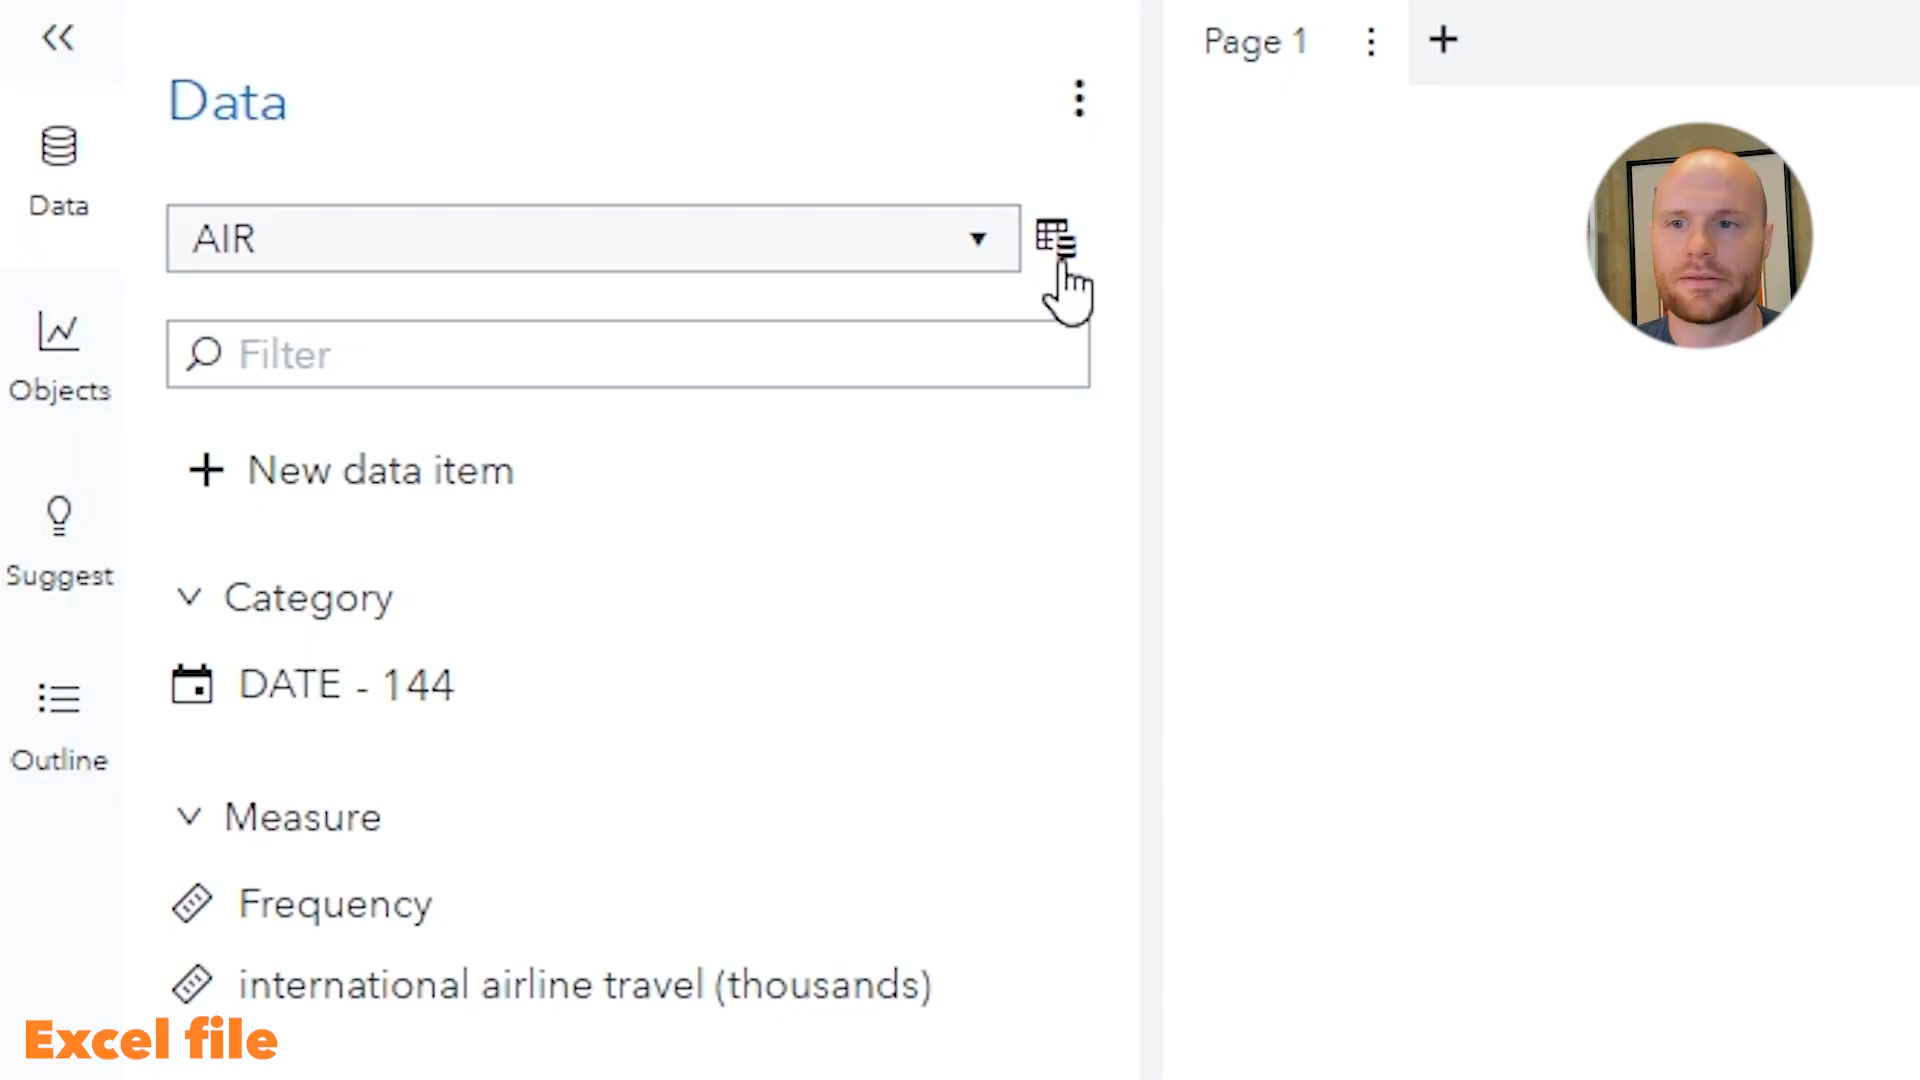 Page 1
Data
Data
AIR
Filter
Objects
New data item
Suggest
Category
DATE - 144
Outline
Measure
Frequency
international airline travel (thousands)
Excel file